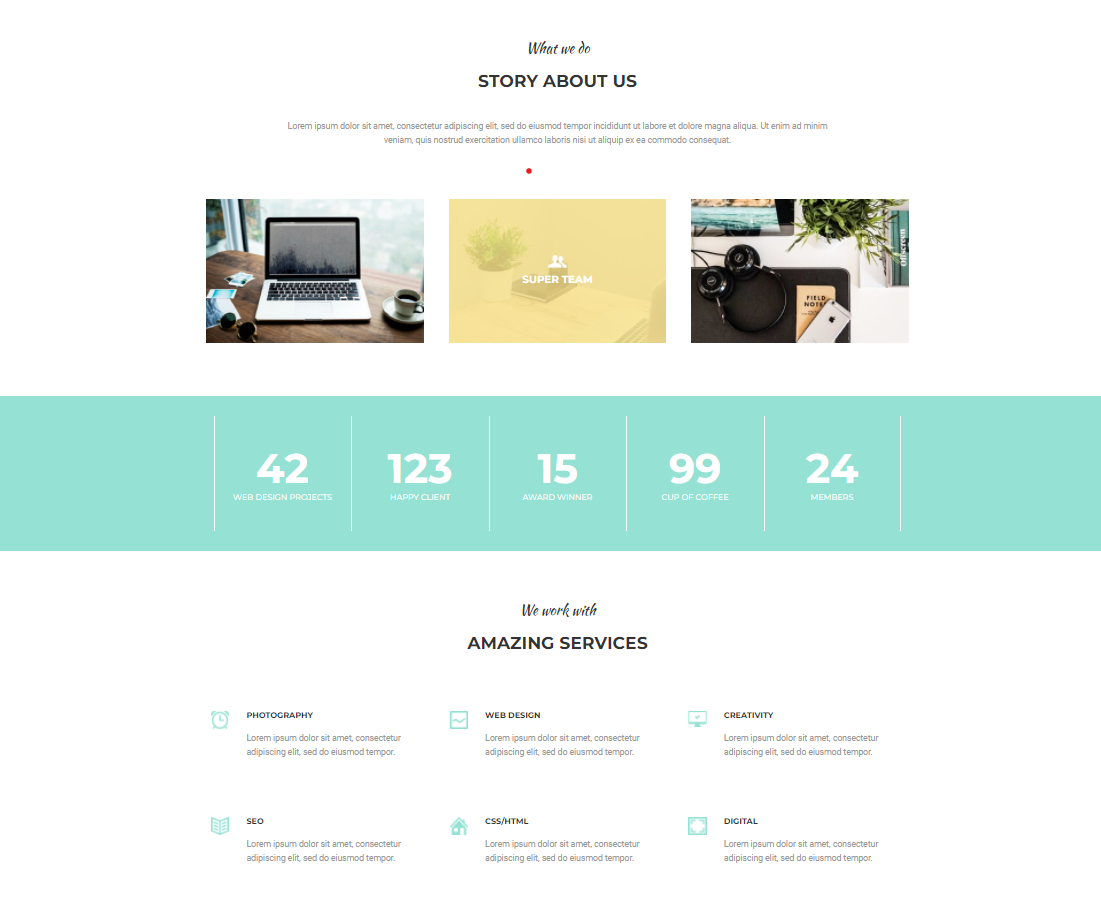 What we do
STORY ABOUT US
Lorem ipsum dolor sit amet, consectetur adipiscing elit, sed do eiusmod tempor incididunt ut labore et dolore magna aliqua. Ut enim ad minim
veniam, quis nostrud exercitation ullamco laboris nisi ut aliquip ex ea commodo consequat.
SUPER TEAM
Offscreen
FIELD
NOTES
42
WEB DESIGN PROJECTS
123
HAPPY CLIENT
15
AWARD WINNER
99
CUP OF COFFEE
24
MEMBERS
We work with
AMAZING SERVICES
PHOTOGRAPHY
Lorem ipsum dolor sit amet, consectetur
adipiscing elit, sed do eiusmod tempor.
WEB DESIGN
Lorem ipsum dolor sit amet, consectetur
adipiscing elit, sed do eiusmod tempor.
CREATIVITY
Lorem ipsum dolor sit amet, consectetur
adipiscing elit, sed do eiusmod tempor.
SEO
Lorem ipsum dolor sit amet, consectetur
adipiscing elit, sed do eiusmod tempor.
CSS/HTML
Lorem ipsum dolor sit amet, consectetur
adipiscing elit, sed do eiusmod tempor.
DIGITAL
Lorem ipsum dolor sit amet, consectetur
adipiscing elit, sed do eiusmod tempor.